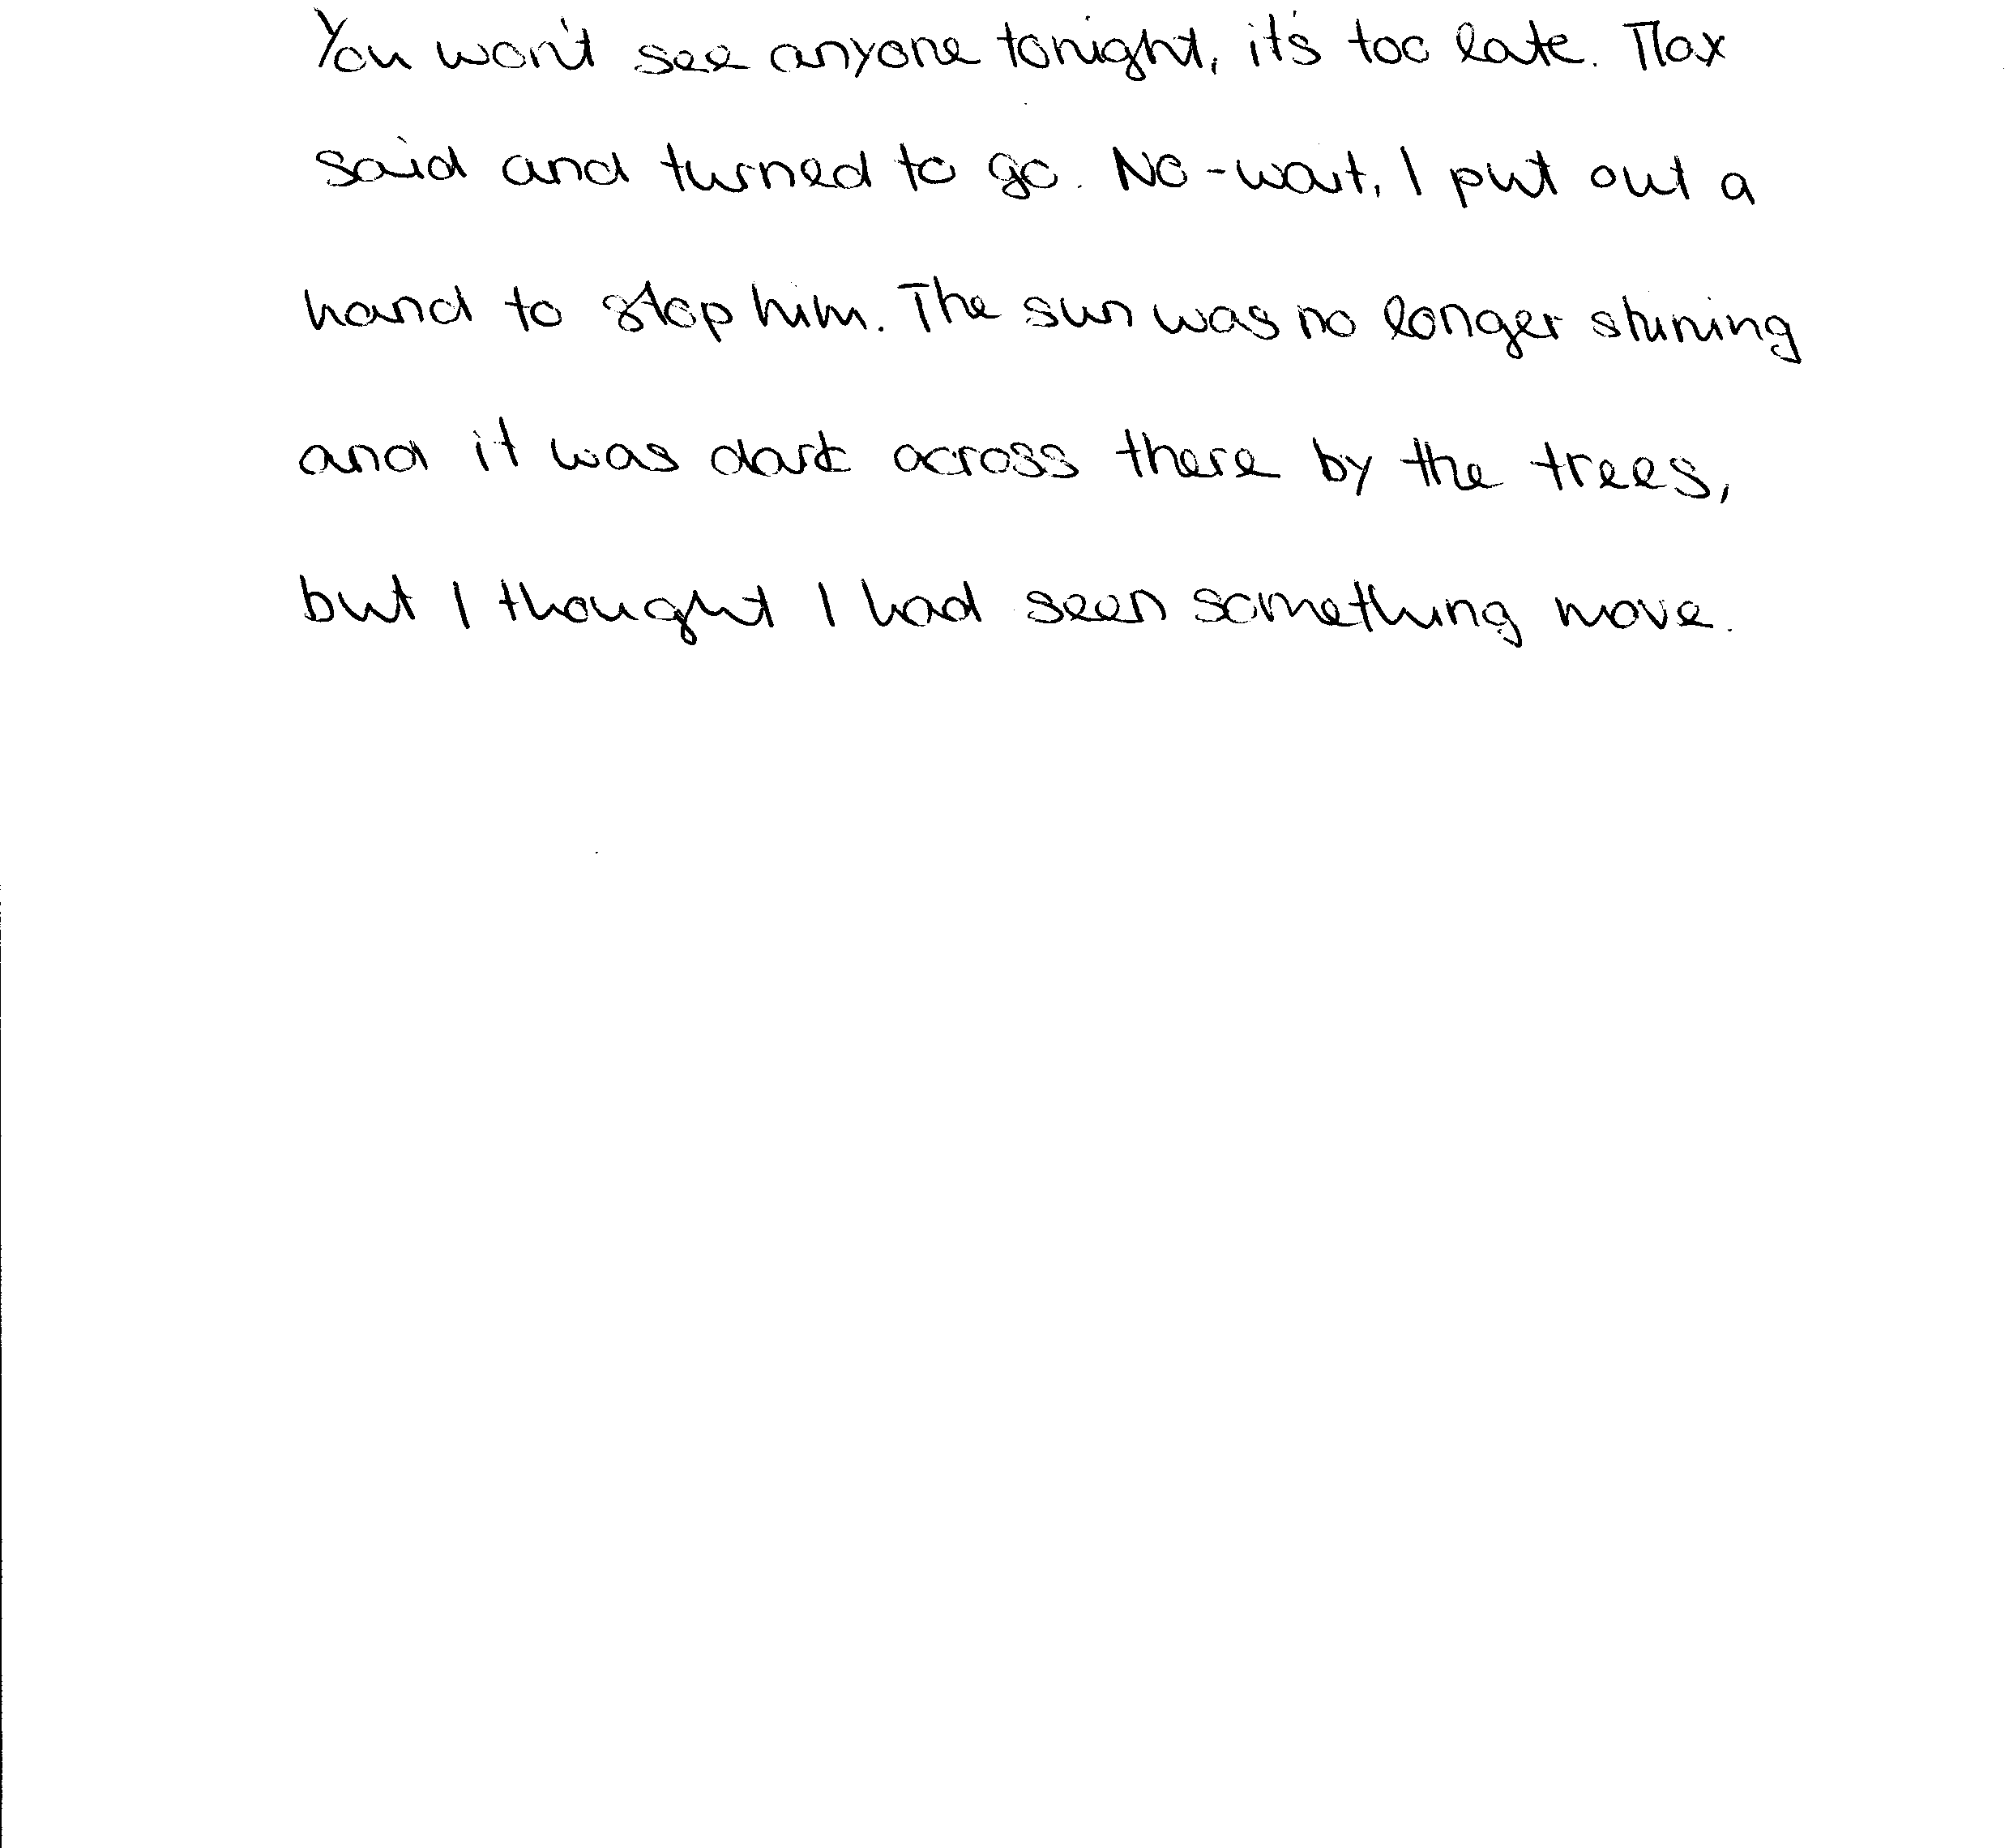 You won't see anyone tonight, it's too late. Max
said and turned to go. No-wait, I put out a
hand to stop him. The sun was no longer shining
and it was dark across there by the trees,
but I thought I had seen something move.